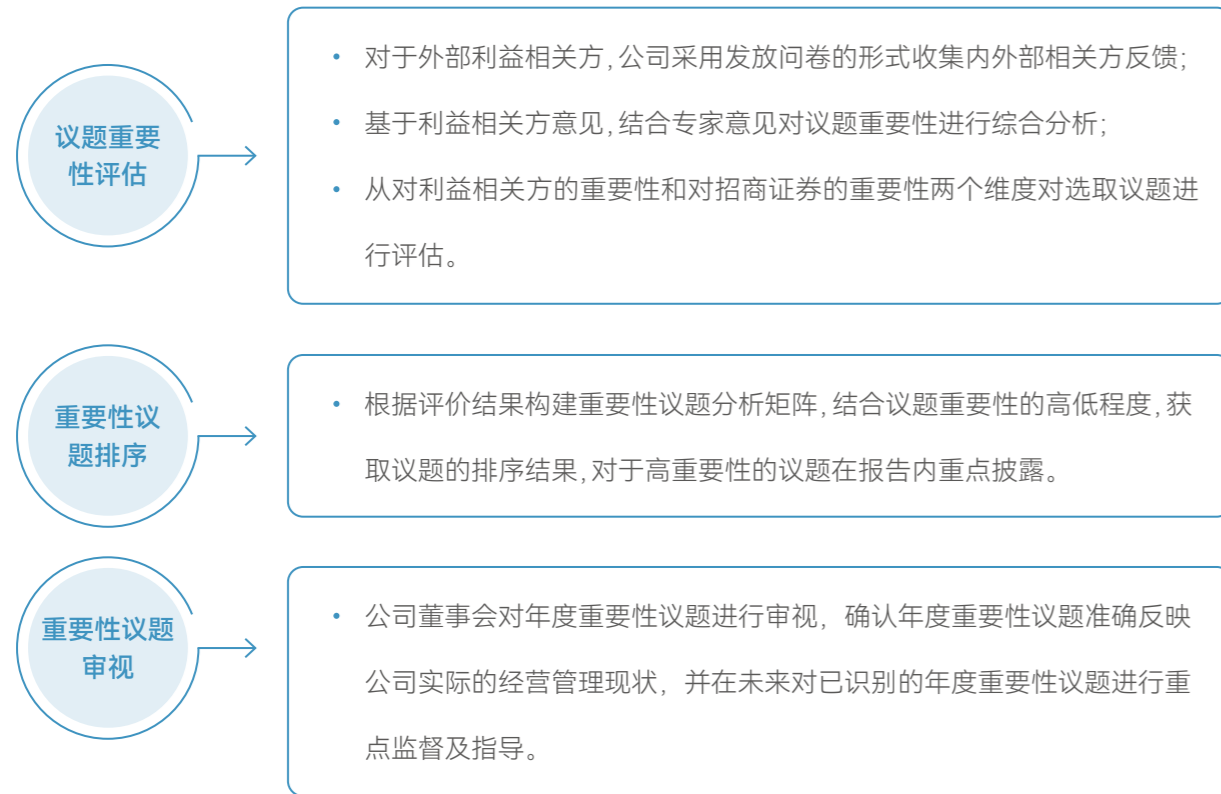 议题重要
性评估
• 对于外部利益相关方,公司采用发放问卷的形式收集内外部相关方反馈;
• 基于利益相关方意见,结合专家意见对议题重要性进行综合分析;
• 从对利益相关方的重要性和对招商证券的重要性两个维度对选取议题进
行评估。
重要性议
题排序
• 根据评价结果构建重要性议题分析矩阵,结合议题重要性的高低程度,获
取议题的排序结果,对于高重要性的议题在报告内重点披露。
重要性议题
审视
• 公司董事会对年度重要性议题进行审视，确认年度重要性议题准确反映
公司实际的经营管理现状，并在未来对已识别的年度重要性议题进行重
点监督及指导。